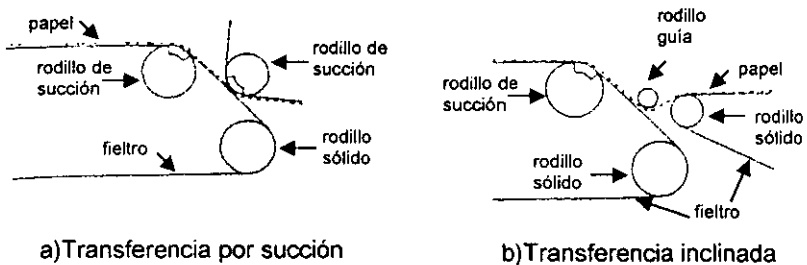 papel
rodillo de
succión
rodillo de
succión
fieltro
rodillo
sólido
a)Transferencia por succión
rodillo
guía
papel
rodillo de
succión
rodillo
sólido
rodillo
sólido
fieltro
b)Transferencia inclinada